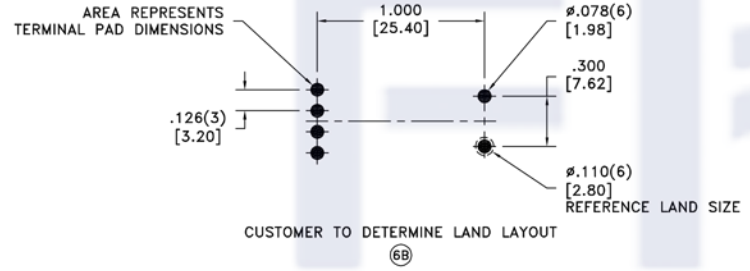 AREA REPRESENTS
TERMINAL PAD DIMENSIONS
1.000
[25.40]
ø.078(6)
[1.98]
.300
[7.62]
.126(3)
[3.20]
ø.110(6)
[2.80]
REFERENCE LAND SIZE
CUSTOMER TO DETERMINE LAND LAYOUT
6B